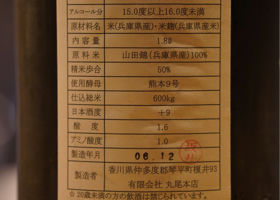 アルコール分 15.0度以上16.0度未満
原材料名 米(兵庫県産)・米麹(兵庫県産)
内容量 1.8ℓ
原料米 山田錦(兵庫県産)100%
精米歩合 50%
使用酵母 熊本9号
仕込総米 600kg
日本酒度 +9
酸度 1.6
アミノ酸度 1.0
製造年月 06.12
製造者 香川県仲多度郡琴平町榎井93
有限会社 丸尾本店
☆20歳未満の方の飲酒は禁じられています。